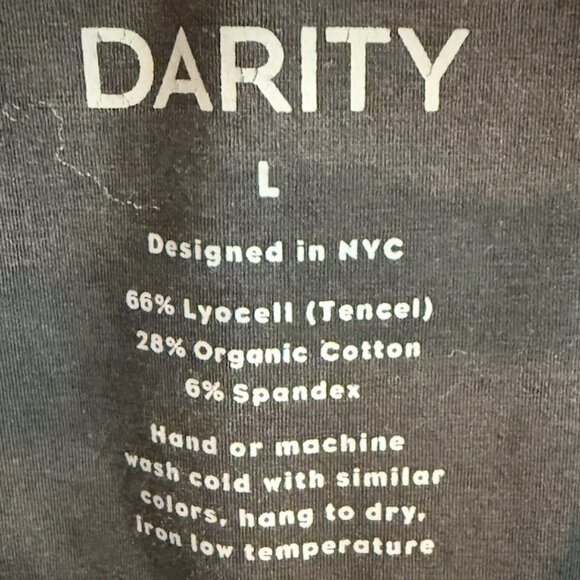 DARITY
L
Designed in NYC
66% Lyocell (Tencel)
28% Organic Cotton
6% Spandex
Hand or machine
wash cold with similar
colors, hang to dry,
Iron low temperature